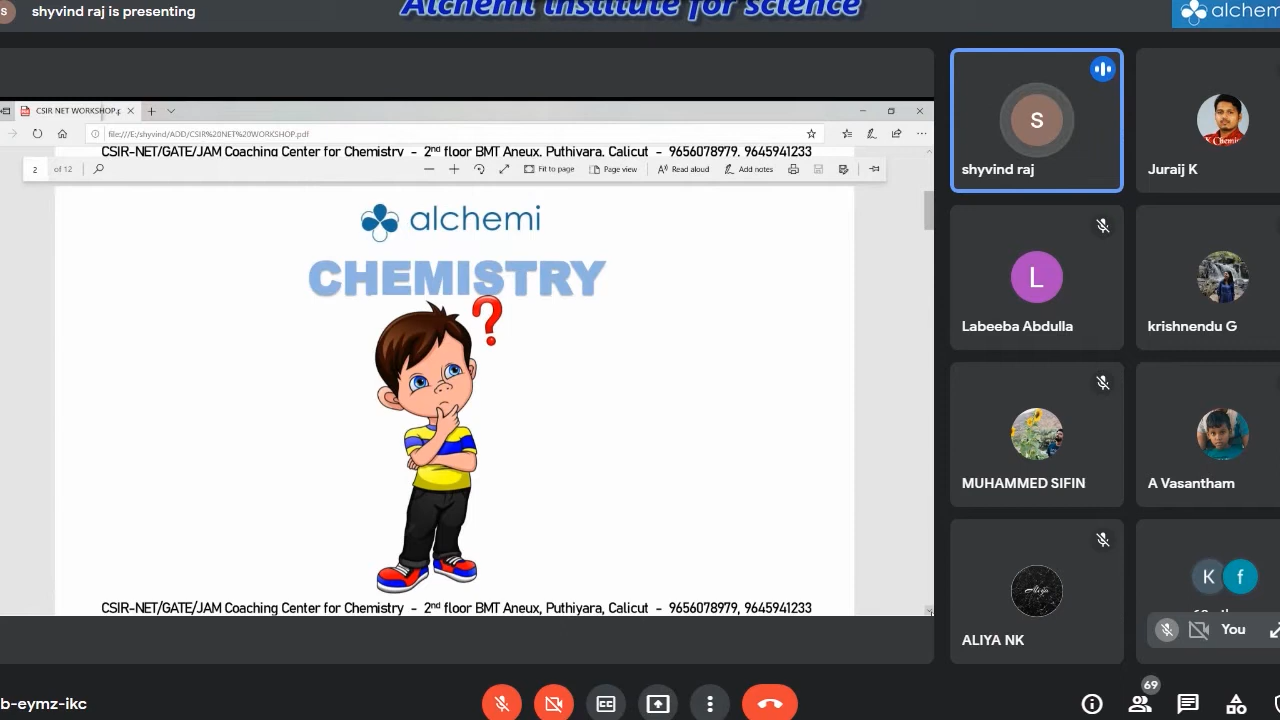 s
shyvind raj is presenting
Alchemi institute for science
alchem
CSIR NET WORKSHOP.p
file:///E:/shyvind/ADD/CSIR%20NET%20WORKSHOP.pdf
CSIR-NET/GATE/JAM Coaching Center for Chemistry - 2nd floor BMT Aneux, Puthiyara, Calicut - 9656078979, 9645941233
2 of 12
Fit to page
Page view
Read aloud
Add notes
alchemi
CHEMISTRY
?
CSIR-NET/GATE/JAM Coaching Center for Chemistry - 2nd floor BMT Aneux, Puthiyara, Calicut - 9656078979, 9645941233
S
shyvind raj
Juraij K
L
Labeeba Abdulla
krishnendu G
MUHAMMED SIFIN
A Vasantham
ALIYA NK
K f
You
b-eymz-ikc
69